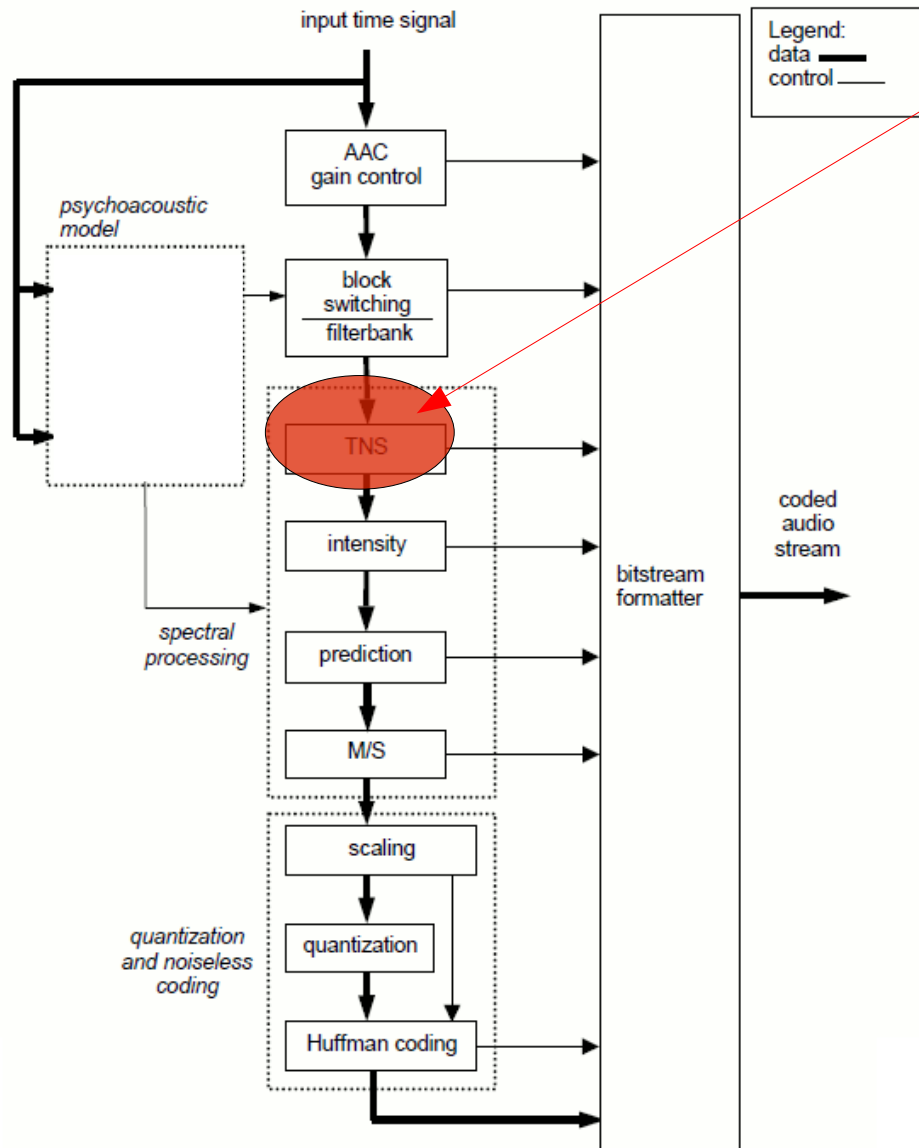 input time signal
Legend:
data
control
AAC
gain control
psychoacoustic
model
block
switching
filterbank
TNS
intensity
coded
audio
stream
bitstream
formatter
spectral
processing
prediction
M/S
scaling
quantization
and noiseless
coding
quantization
Huffman coding